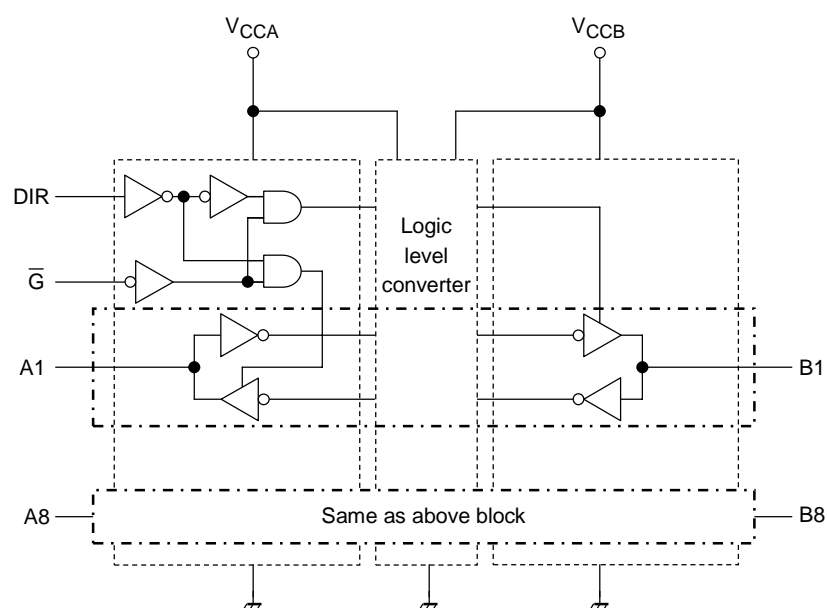 VCCA
VCCB
DIR
Logic
level
converter
G̅
A1
B1
A8
Same as above block
B8